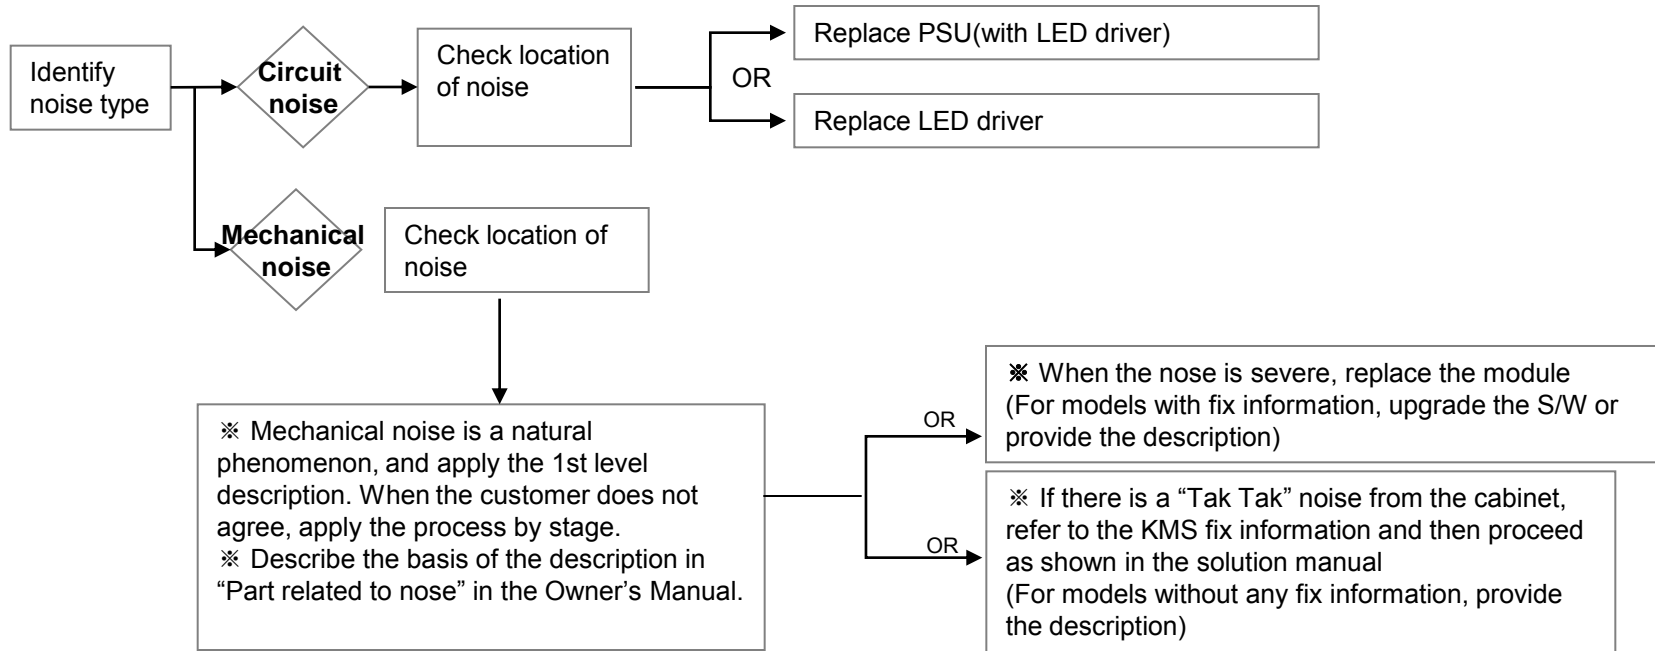 Identify
noise type
Circuit
noise
Check location
of noise
Replace PSU(with LED driver)
OR
Replace LED driver
Mechanical
noise
Check location of
noise
※ Mechanical noise is a natural
phenomenon, and apply the 1st level
description. When the customer does not
agree, apply the process by stage.
※ Describe the basis of the description in
“Part related to nose” in the Owner’s Manual.
OR
※ When the nose is severe, replace the module
(For models with fix information, upgrade the S/W or
provide the description)
OR
※ If there is a “Tak Tak” noise from the cabinet,
refer to the KMS fix information and then proceed
as shown in the solution manual
(For models without any fix information, provide
the description)